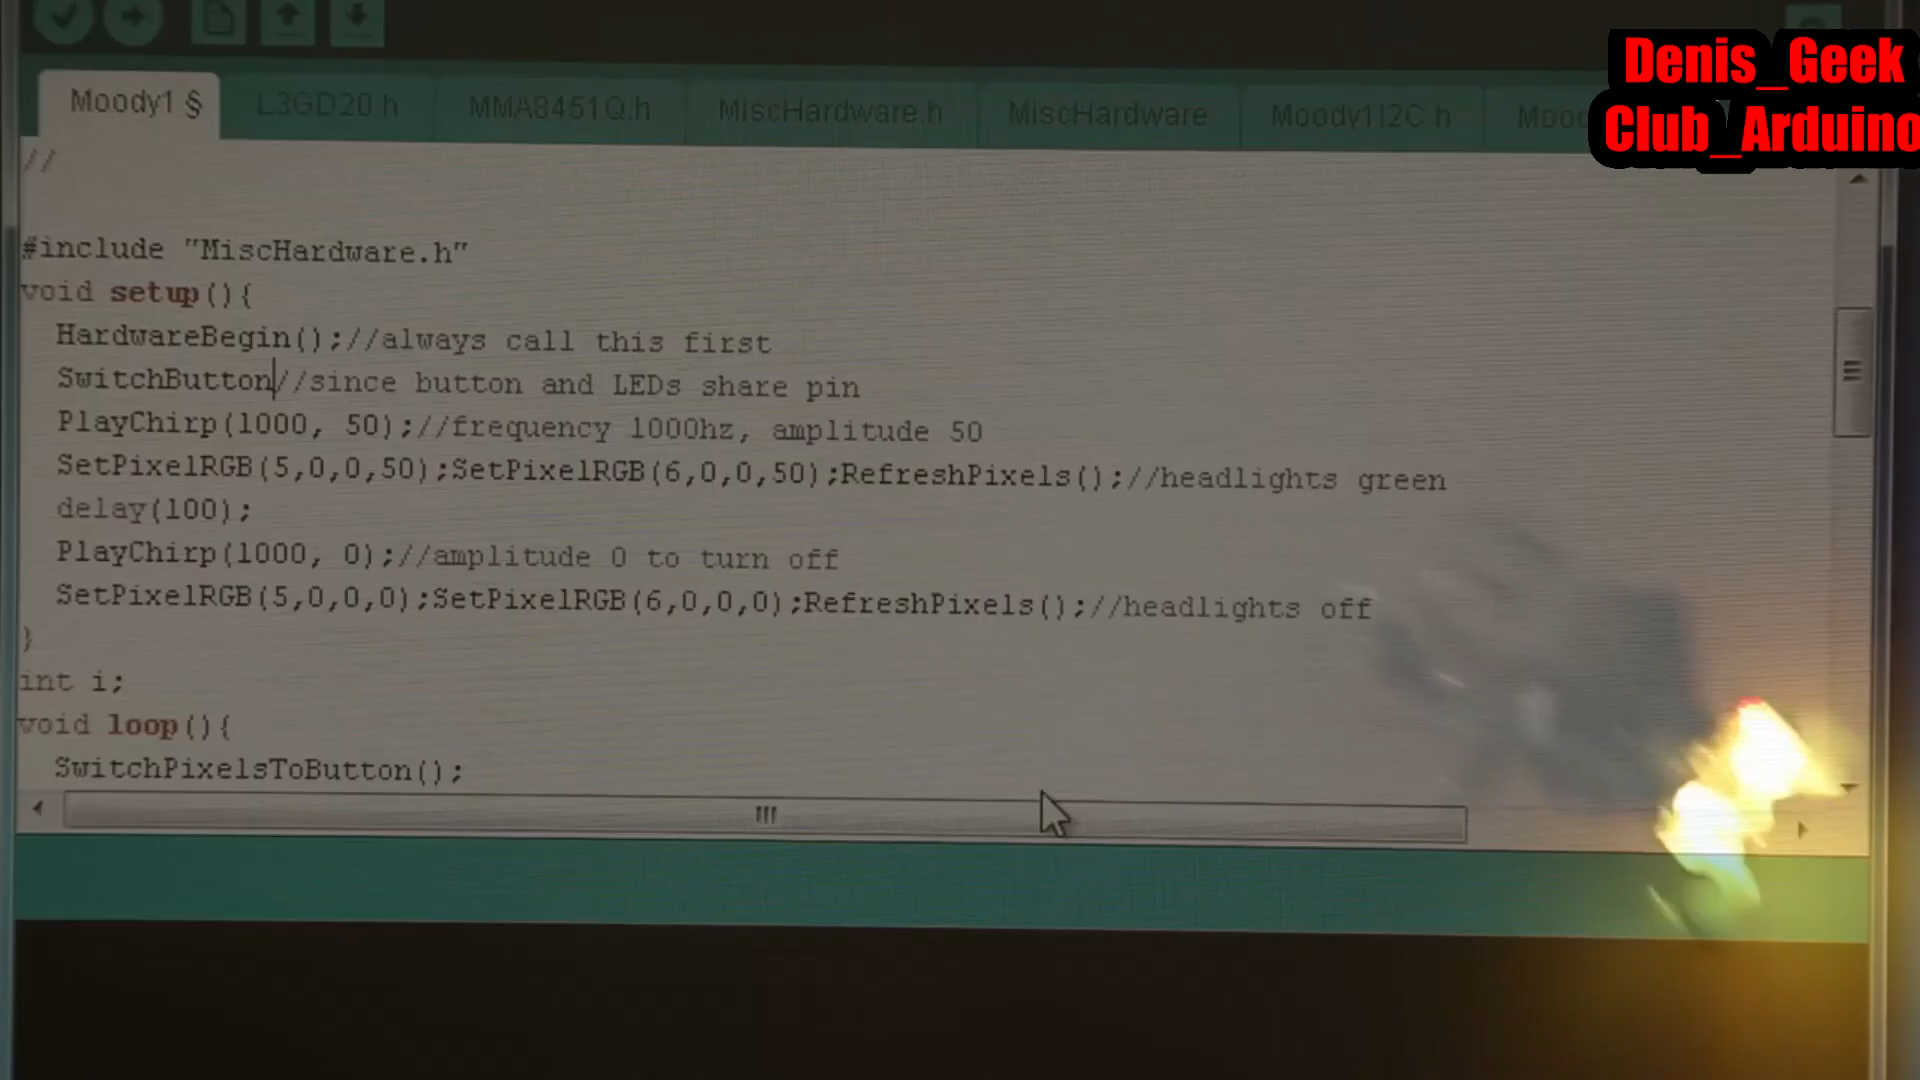 Denis_Geek
Club_Arduino
Moody1 § L3GD20.h MMA8451Q.h MiscHardware.h MiscHardware Moody1I2C.h
//
#include "MiscHardware.h"
void setup(){
HardwareBegin();//always call this first
SwitchButton//since button and LEDs share pin
PlayChirp(1000, 50);//frequency 1000hz, amplitude 50
SetPixelRGB(5,0,0,50);SetPixelRGB(6,0,0,50);RefreshPixels();//headlights green
delay(100);
PlayChirp(1000, 0);//amplitude 0 to turn off
SetPixelRGB(5,0,0,0);SetPixelRGB(6,0,0,0);RefreshPixels();//headlights off
}
int i;
void loop(){
SwitchPixelsToButton();